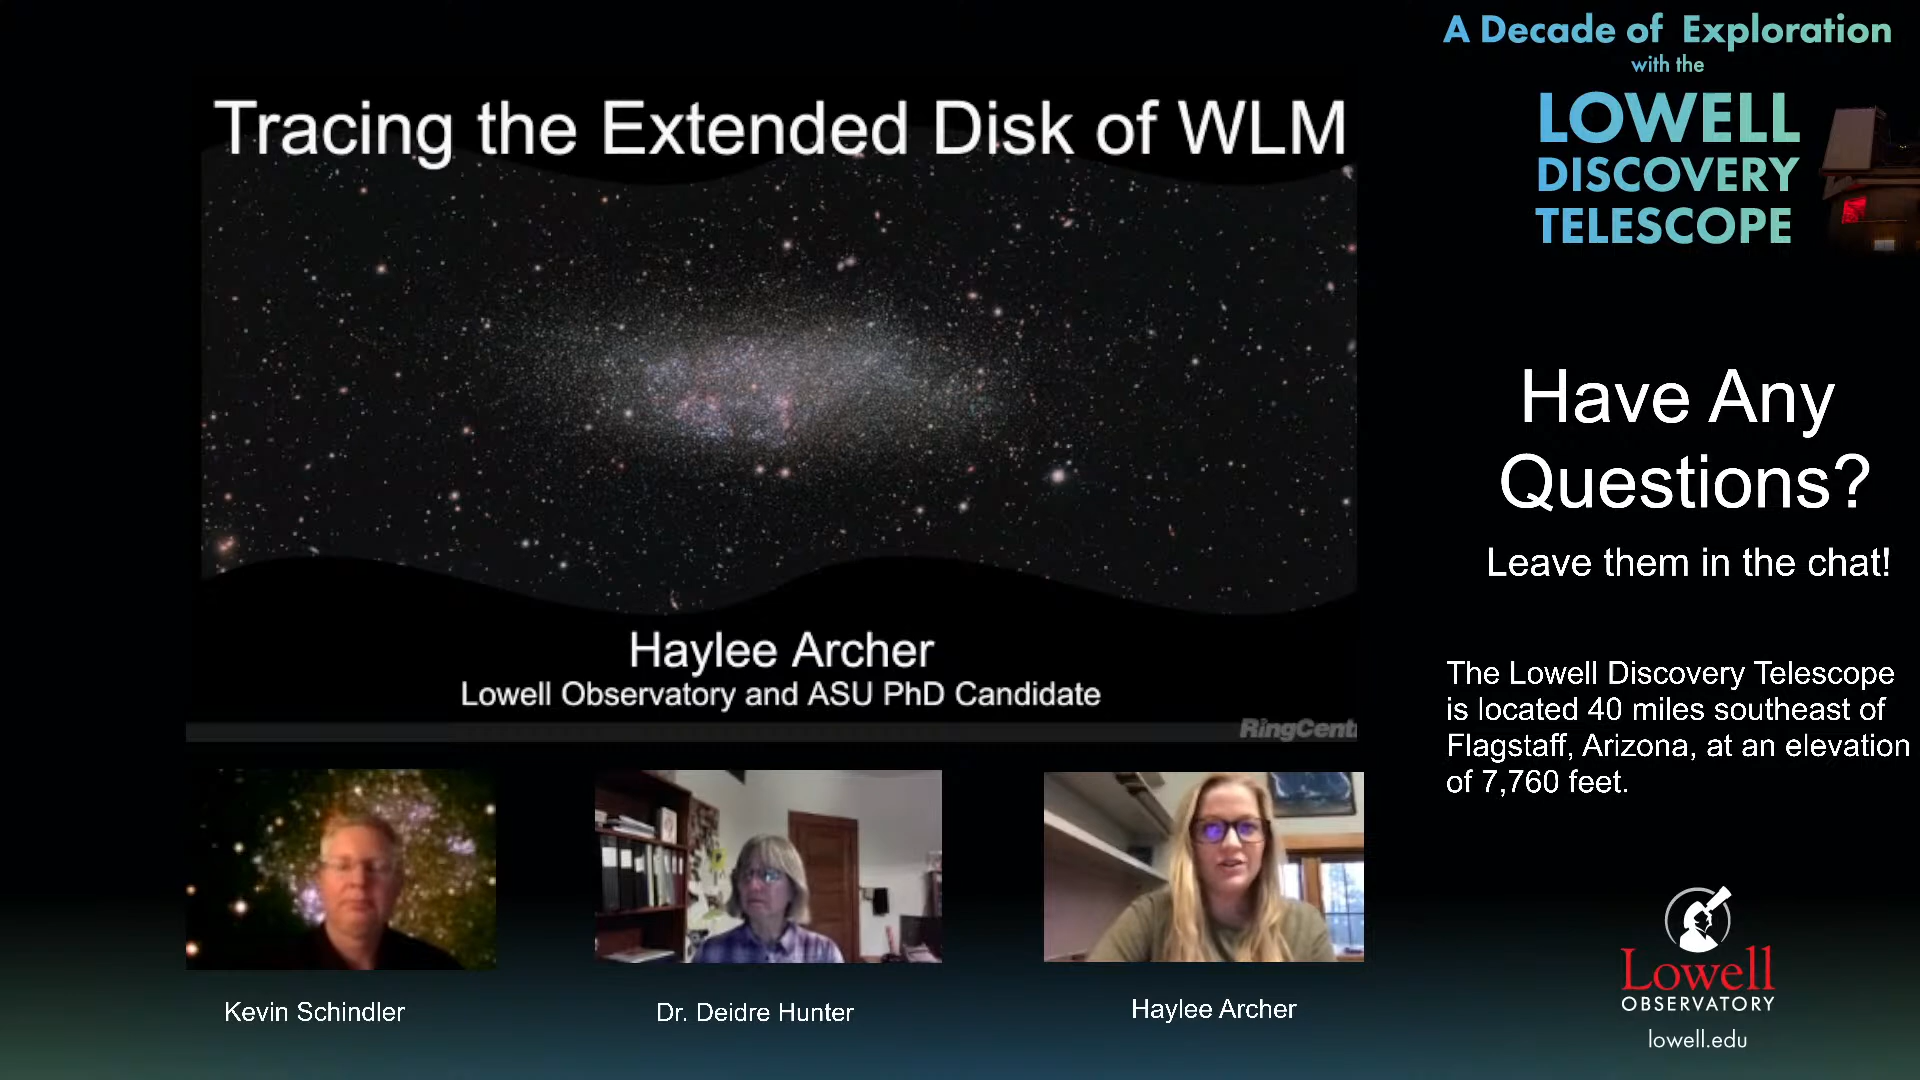 Tracing the Extended Disk of WLM
Haylee Archer
Lowell Observatory and ASU PhD Candidate
RingCent
Kevin Schindler
Dr. Deidre Hunter
Haylee Archer
A Decade of Exploration
with the
LOWELL
DISCOVERY
TELESCOPE
Have Any
Questions?
Leave them in the chat!
The Lowell Discovery Telescope
is located 40 miles southeast of
Flagstaff, Arizona, at an elevation
of 7,760 feet.
Lowell
OBSERVATORY
lowell.edu